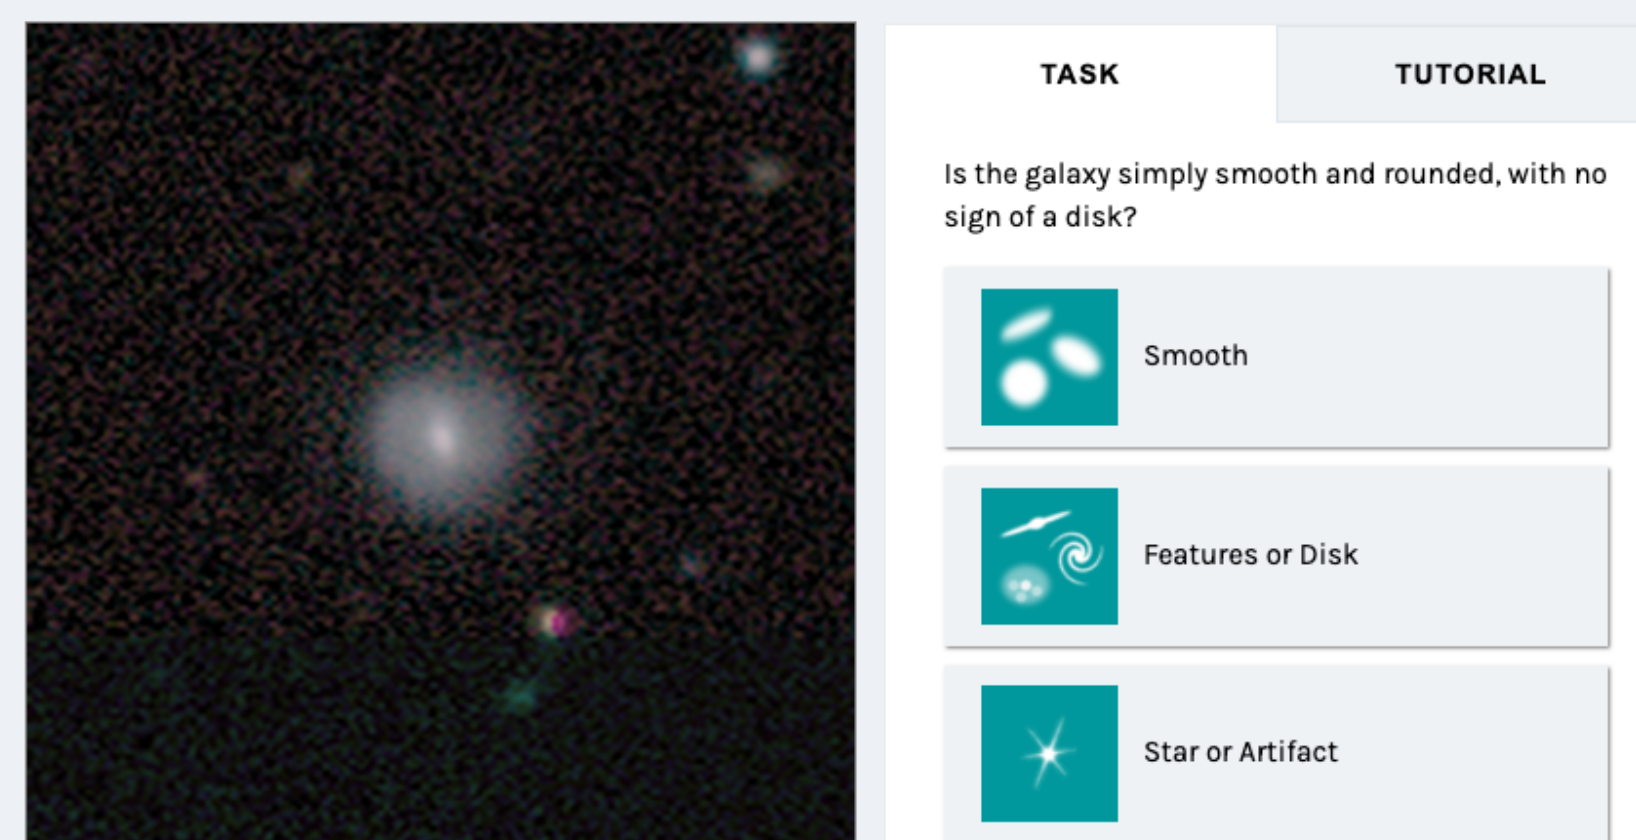 TASK
TUTORIAL
Is the galaxy simply smooth and rounded, with no
sign of a disk?
Smooth
Features or Disk
Star or Artifact